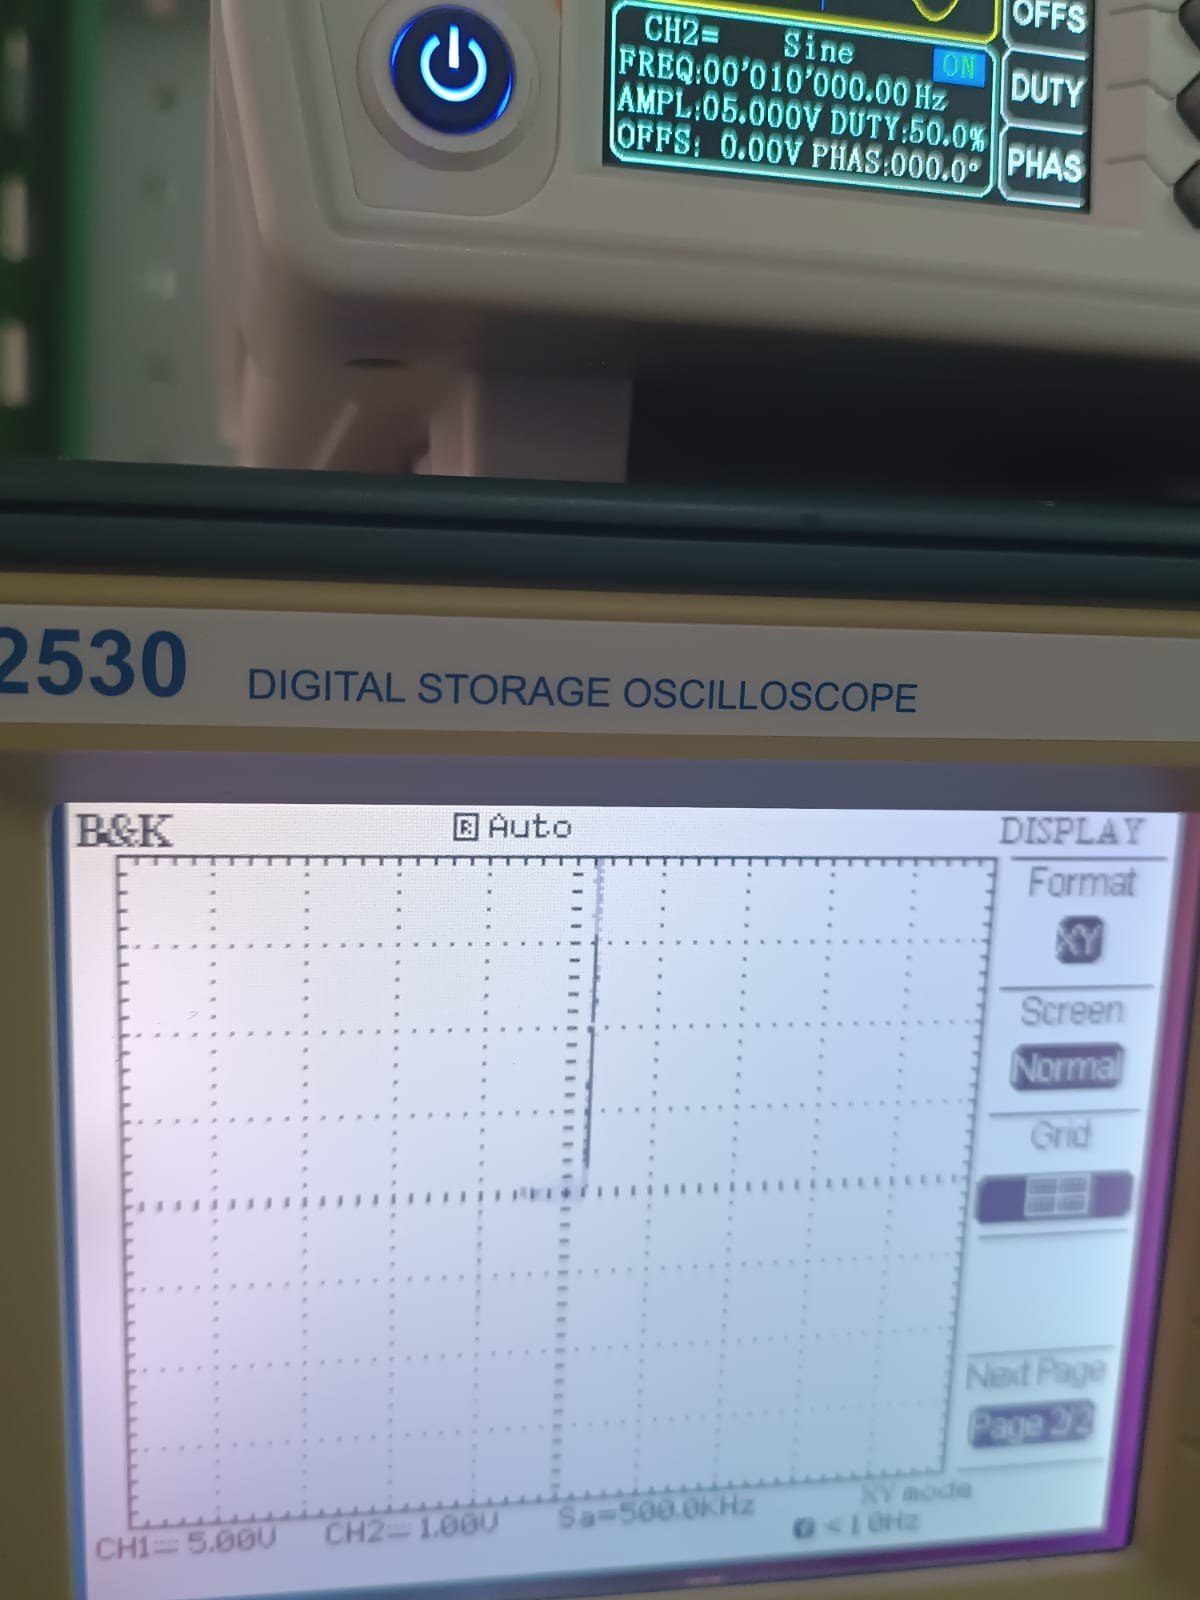 OFFS
CH2= Sine ON
FREQ:00'010'000.00 Hz
AMPL:05.000V DUTY:50.0%
OFFS: 0.00V PHAS:000.0°
DUTY
PHAS
2530 DIGITAL STORAGE OSCILLOSCOPE
B&K R Auto DISPLAY
Format
XY
Screen
Normal
Grid
Next Page
Page 2/2
XY mode
CH1 5.00V CH2 1.00V Sa=500.0kHz
<10Hz